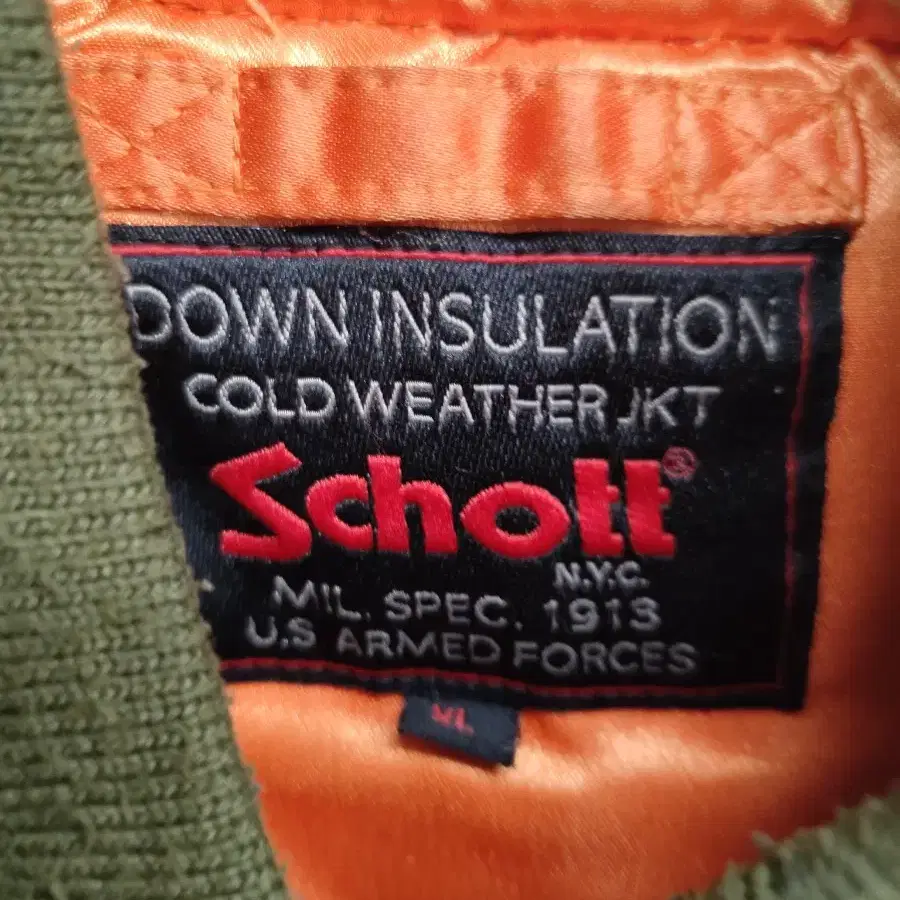 DOWN INSULATION
COLD WEATHER JKT
Schott®
N.Y.C.
MIL. SPEC. 1913
U.S ARMED FORCES